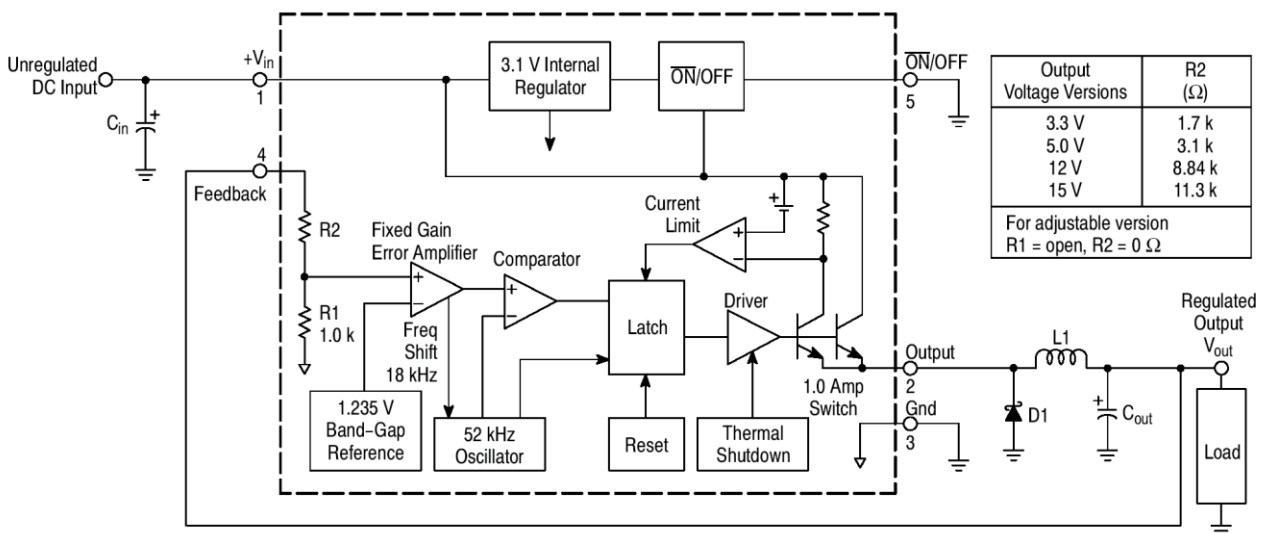 Unregulated
DC Input
+Vin
1
Cin
+
4
Feedback
3.1 V Internal
Regulator
O̅N̅/OFF
O̅N̅/OFF
5
Output
Voltage Versions
R2
(Ω)
3.3 V
1.7 k
5.0 V
3.1 k
12 V
8.84 k
15 V
11.3 k
For adjustable version
R1 = open, R2 = 0 Ω
R2
R1
1.0 k
Fixed Gain
Error Amplifier
+
−
Freq
Shift
18 kHz
Comparator
+
−
Current
Limit
+
−
+
Latch
Driver
1.0 Amp
Switch
1.235 V
Band−Gap
Reference
52 kHz
Oscillator
Reset
Thermal
Shutdown
Output
2
Gnd
3
D1
L1
+
Cout
Regulated
Output
Vout
Load